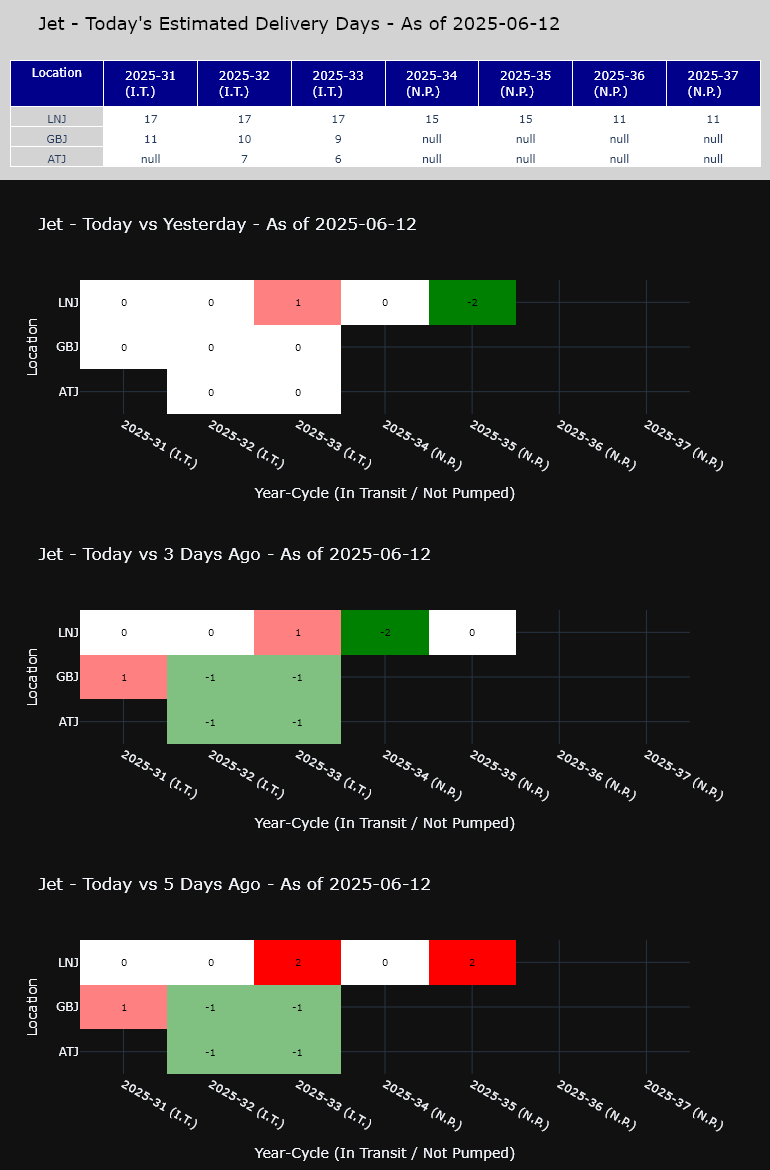 Jet - Today's Estimated Delivery Days - As of 2025-06-12
Location 2025-31 (I.T.) 2025-32 (I.T.) 2025-33 (I.T.) 2025-34 (N.P.) 2025-35 (N.P.) 2025-36 (N.P.) 2025-37 (N.P.)
LNJ 17 17 17 15 15 11 11
GBJ 11 10 9 null null null null
ATJ null 7 6 null null null null
Jet - Today vs Yesterday - As of 2025-06-12
Location
LNJ 0 0 1 0 -2
GBJ 0 0 0
ATJ 0 0
2025-31 (I.T.) 2025-32 (I.T.) 2025-33 (I.T.) 2025-34 (N.P.) 2025-35 (N.P.) 2025-36 (N.P.) 2025-37 (N.P.)
Year-Cycle (In Transit / Not Pumped)
Jet - Today vs 3 Days Ago - As of 2025-06-12
Location
LNJ 0 0 1 -2 0
GBJ 1 -1 -1
ATJ -1 -1
2025-31 (I.T.) 2025-32 (I.T.) 2025-33 (I.T.) 2025-34 (N.P.) 2025-35 (N.P.) 2025-36 (N.P.) 2025-37 (N.P.)
Year-Cycle (In Transit / Not Pumped)
Jet - Today vs 5 Days Ago - As of 2025-06-12
Location
LNJ 0 0 2 0 2
GBJ 1 -1 -1
ATJ -1 -1
2025-31 (I.T.) 2025-32 (I.T.) 2025-33 (I.T.) 2025-34 (N.P.) 2025-35 (N.P.) 2025-36 (N.P.) 2025-37 (N.P.)
Year-Cycle (In Transit / Not Pumped)